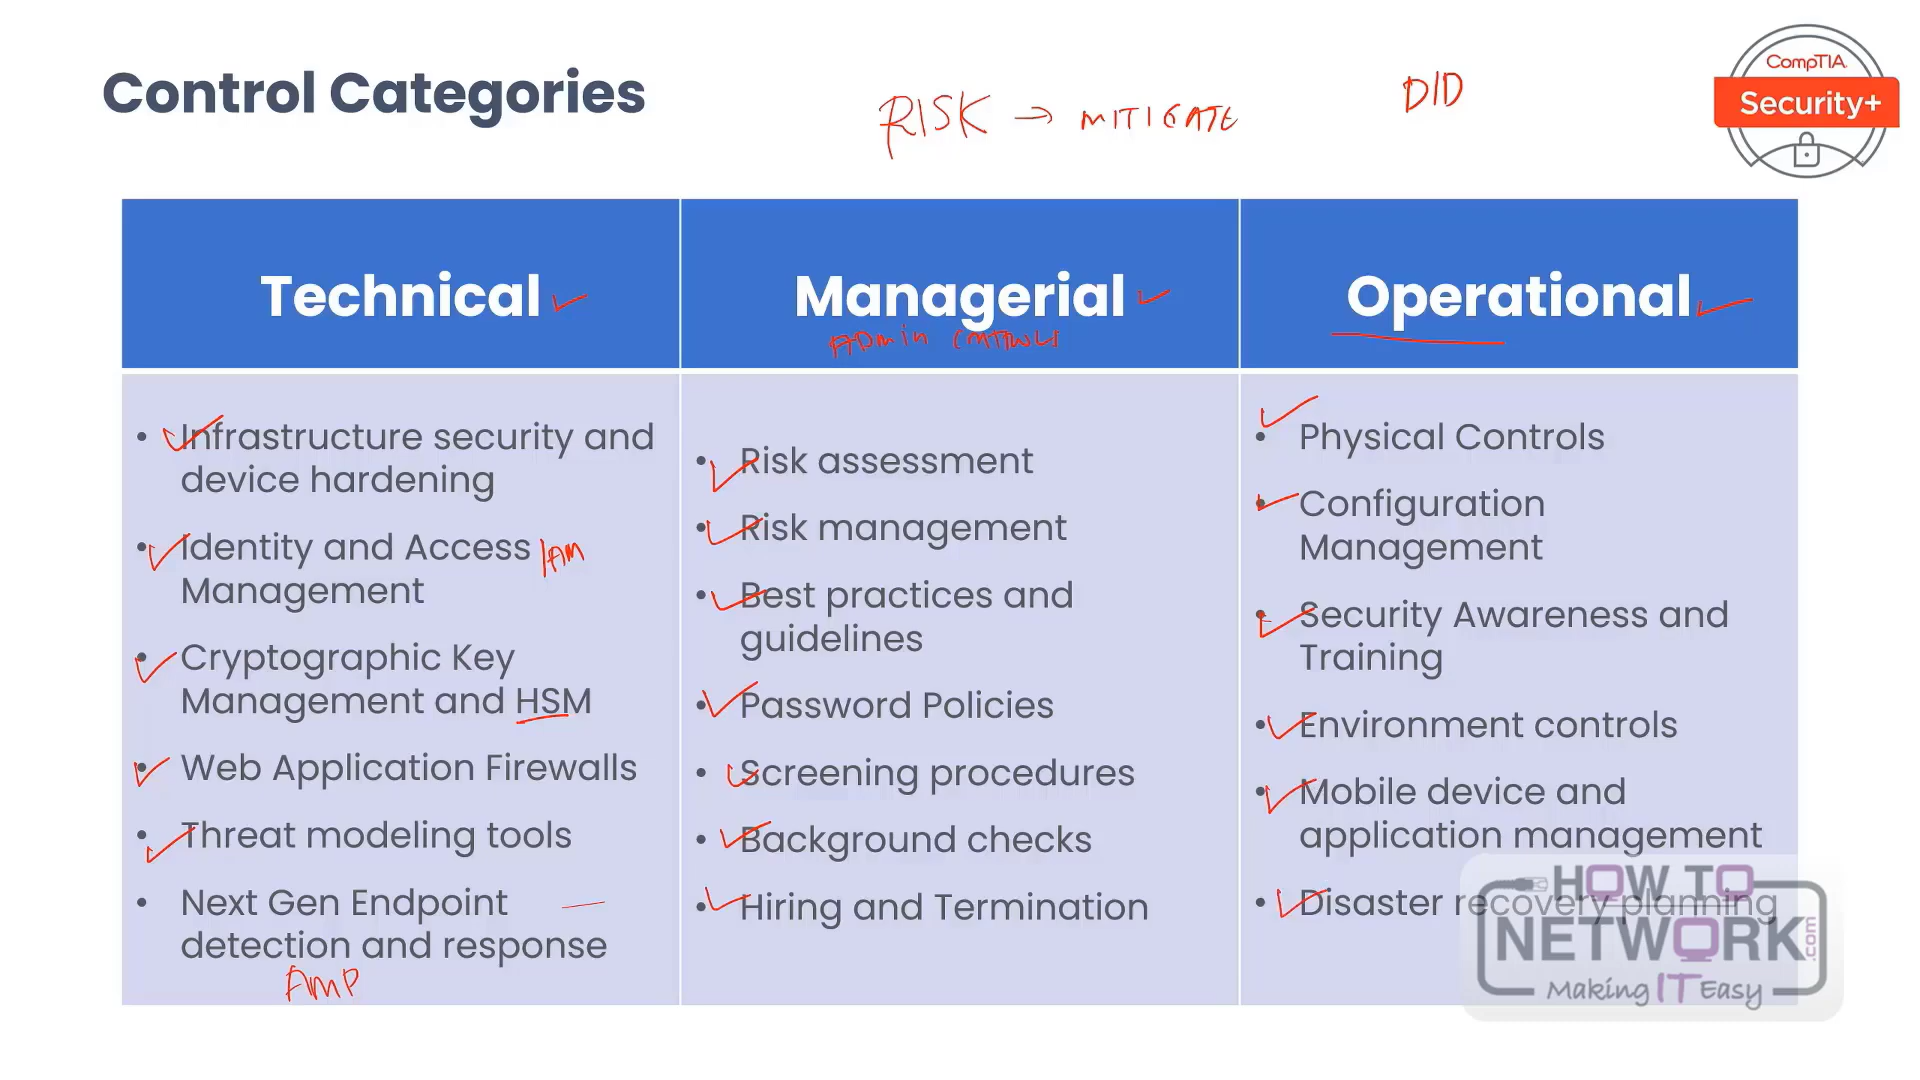 Control Categories
RISK → MITIGATE
DID
CompTIA.
Security+
Technical
Managerial
Operational
ADmin CONTROLS
• Infrastructure security and
device hardening
• Identity and Access IAM
Management
• Cryptographic Key
Management and HSM
• Web Application Firewalls
• Threat modeling tools
• Next Gen Endpoint
detection and response
AMP
• Risk assessment
• Risk management
• Best practices and
guidelines
• Password Policies
• Screening procedures
• Background checks
• Hiring and Termination
• Physical Controls
• Configuration
Management
• Security Awareness and
Training
• Environment controls
• Mobile device and
application management
• Disaster recovery planning
HOW TO
NETWORK.com
Making IT Easy